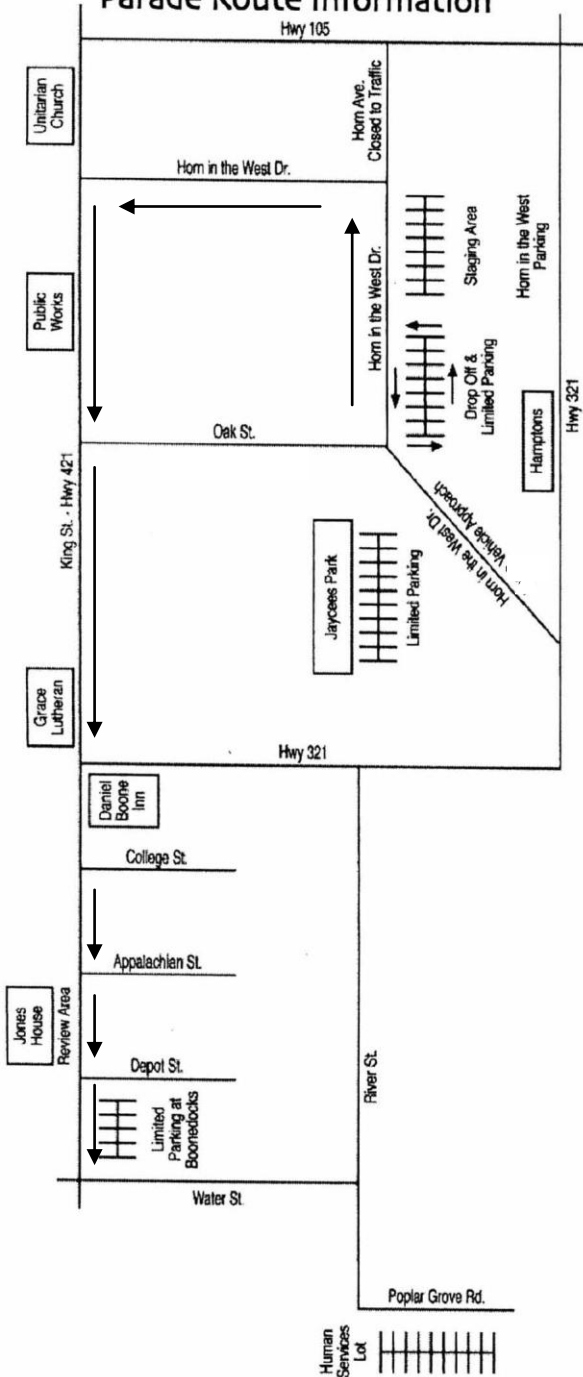 Parade Route Information
Hwy 105
Unitarian
Church
Horn Ave.
Closed to Traffic
Horn in the West Dr.
Public
Works
Horn in the West Dr.
Staging Area
Horn in the West
Parking
Drop Off &
Limited Parking
Hamptons
Hwy 321
Oak St.
King St. - Hwy 421
Horn in the West Dr.
Vehicle Approach
Jaycees Park
Limited Parking
Grace
Lutheran
Hwy 321
Daniel
Boone
Inn
College St.
Appalachian St.
Jones
House
Review Area
Depot St.
River St.
Limited
Parking at
Boonedocks
Water St.
Poplar Grove Rd.
Human
Services
Lot